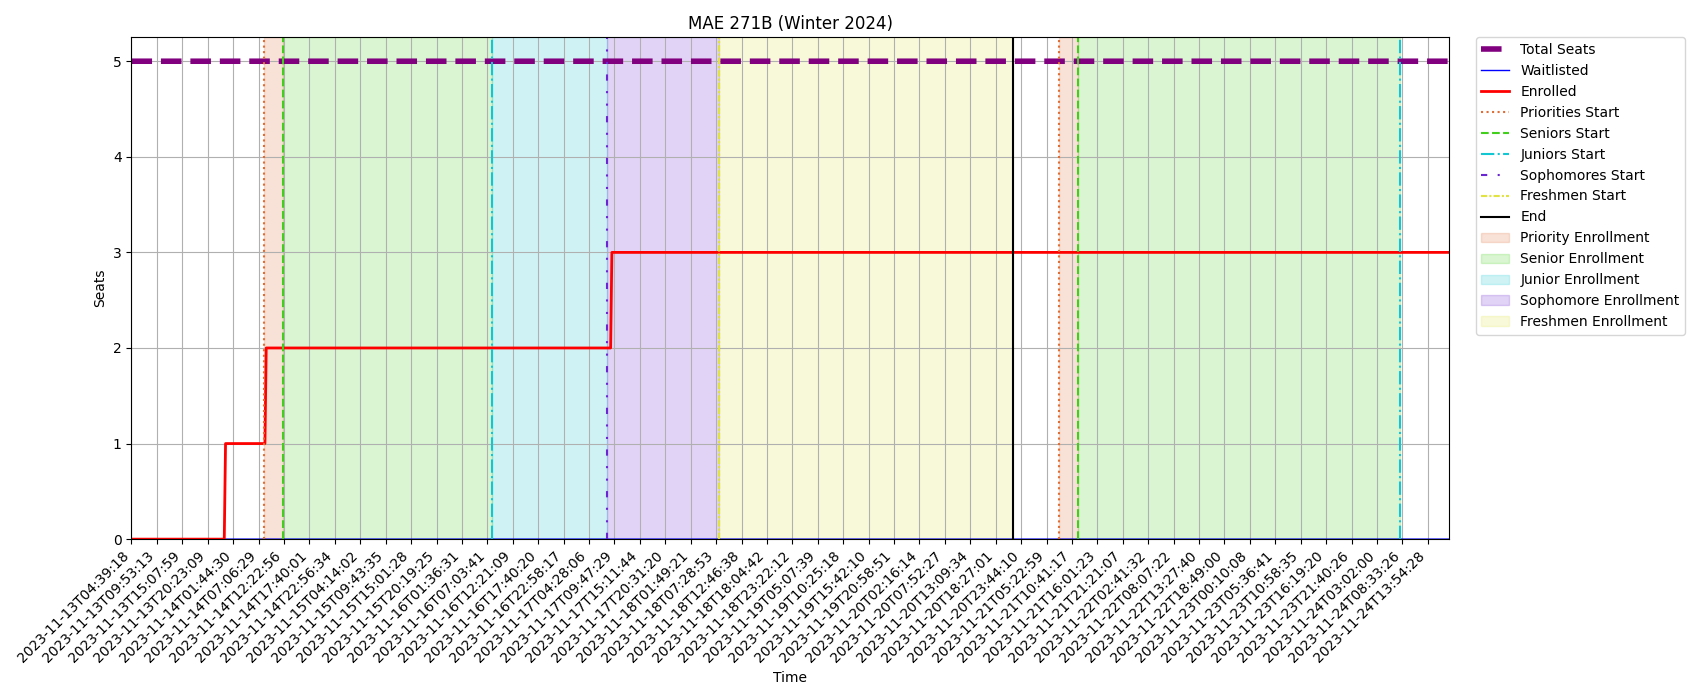 MAE 271B (Winter 2024)
Total Seats
Waitlisted
Enrolled
Priorities Start
Seniors Start
Juniors Start
Sophomores Start
Freshmen Start
End
Priority Enrollment
Senior Enrollment
Junior Enrollment
Sophomore Enrollment
Freshmen Enrollment
Seats
5
4
3
2
1
0
2023-11-13T04:39:18
2023-11-13T09:53:13
2023-11-13T15:07:59
2023-11-13T20:23:09
2023-11-14T01:44:30
2023-11-14T07:06:29
2023-11-14T12:22:56
2023-11-14T17:40:01
2023-11-14T22:56:34
2023-11-15T04:14:02
2023-11-15T09:43:35
2023-11-15T15:01:28
2023-11-15T20:19:25
2023-11-16T01:36:31
2023-11-16T07:03:41
2023-11-16T12:21:09
2023-11-16T17:40:20
2023-11-16T22:58:17
2023-11-17T04:28:06
2023-11-17T09:47:29
2023-11-17T15:11:44
2023-11-17T20:31:20
2023-11-18T01:49:21
2023-11-18T07:28:53
2023-11-18T12:46:38
2023-11-18T18:04:42
2023-11-18T23:22:12
2023-11-19T05:07:39
2023-11-19T10:25:18
2023-11-19T15:42:10
2023-11-19T20:58:51
2023-11-20T02:16:14
2023-11-20T07:52:27
2023-11-20T13:09:34
2023-11-20T18:27:01
2023-11-20T23:44:10
2023-11-21T05:22:59
2023-11-21T10:41:17
2023-11-21T16:01:23
2023-11-21T21:21:07
2023-11-22T02:41:32
2023-11-22T08:07:22
2023-11-22T13:27:40
2023-11-22T18:49:00
2023-11-23T00:10:08
2023-11-23T05:36:41
2023-11-23T10:58:35
2023-11-23T16:19:20
2023-11-23T21:40:26
2023-11-24T03:02:00
2023-11-24T08:33:26
2023-11-24T13:54:28
Time